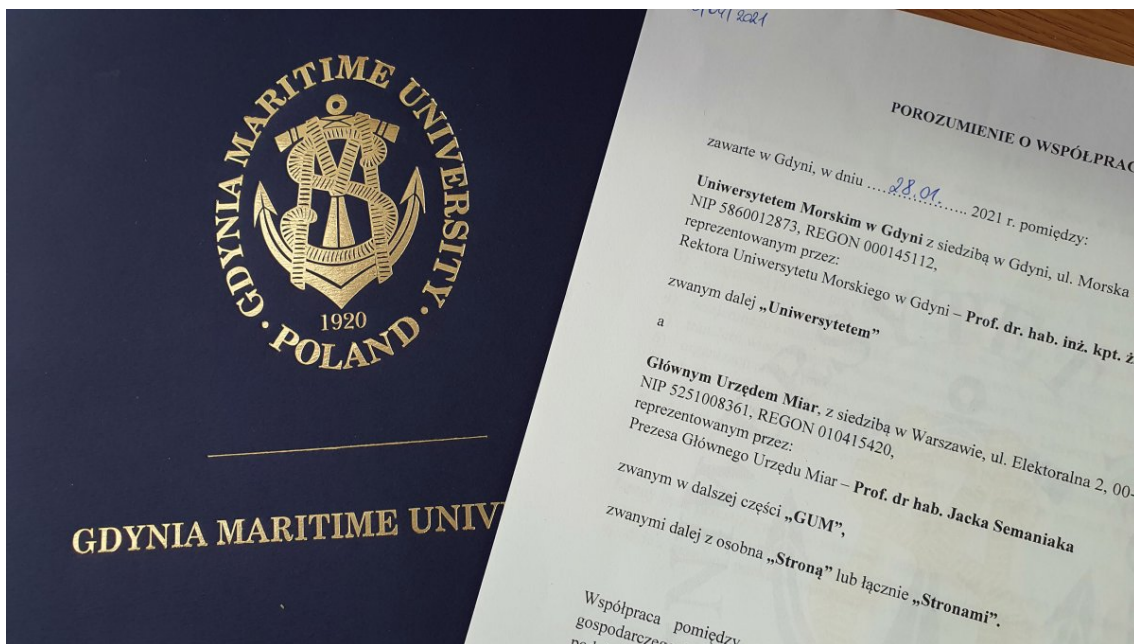 GDYNIA MARITIME UNIVERSITY · POLAND ·
1920
GDYNIA MARITIME UNIV
/04/2021
POROZUMIENIE O WSPÓŁPRAC
zawarte w Gdyni, w dniu ....28.01........ 2021 r. pomiędzy:
Uniwersytetem Morskim w Gdyni z siedzibą w Gdyni, ul. Morska
NIP 5860012873, REGON 000145112,
reprezentowanym przez:
Rektora Uniwersytetu Morskiego w Gdyni – Prof. dr. hab. inż. kpt. ż
zwanym dalej „Uniwersytetem”
a
Głównym Urzędem Miar, z siedzibą w Warszawie, ul. Elektoralna 2, 00-
NIP 5251008361, REGON 010415420,
reprezentowanym przez:
Prezesa Głównego Urzędu Miar – Prof. dr hab. Jacka Semaniaka
zwanym w dalszej części „GUM”,
zwanymi dalej z osobna „Stroną” lub łącznie „Stronami”.
Współpraca pomiędzy
gospodarczego